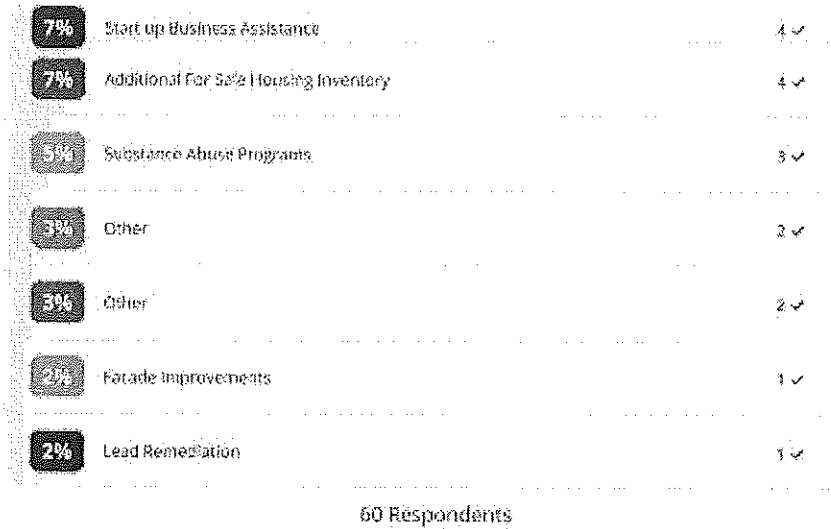 7% Start up Business Assistance 4 ✓
7% Additional For Sale Housing Inventory 4 ✓
5% Substance Abuse Programs 3 ✓
3% Other 2 ✓
3% Other 2 ✓
2% Facade Improvements 1 ✓
2% Lead Remediation 1 ✓
60 Respondents